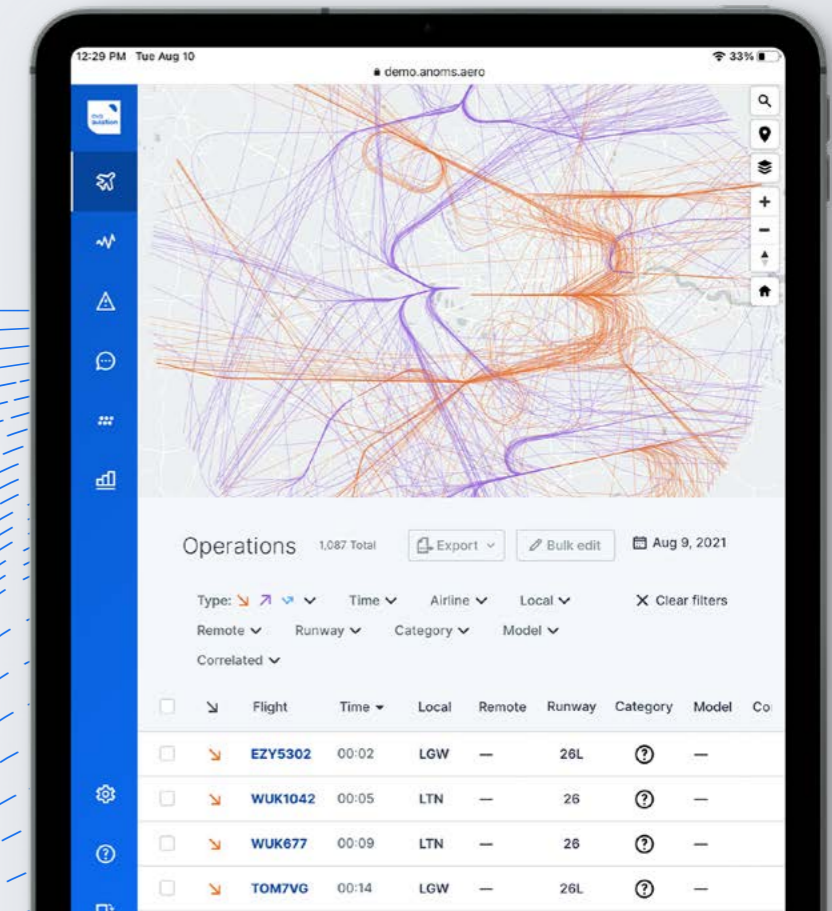 12:29 PM Tue Aug 10
demo.anoms.aero
33%
Operations 1,087 Total Export Bulk edit Aug 9, 2021
Type: Time Airline Local Clear filters
Remote Runway Category Model
Correlated
Flight Time Local Remote Runway Category Model Co
EZY5302 00:02 LGW — 26L —
WUK1042 00:05 LTN — 26 —
WUK677 00:09 LTN — 26 —
TOM7VG 00:14 LGW — 26L —